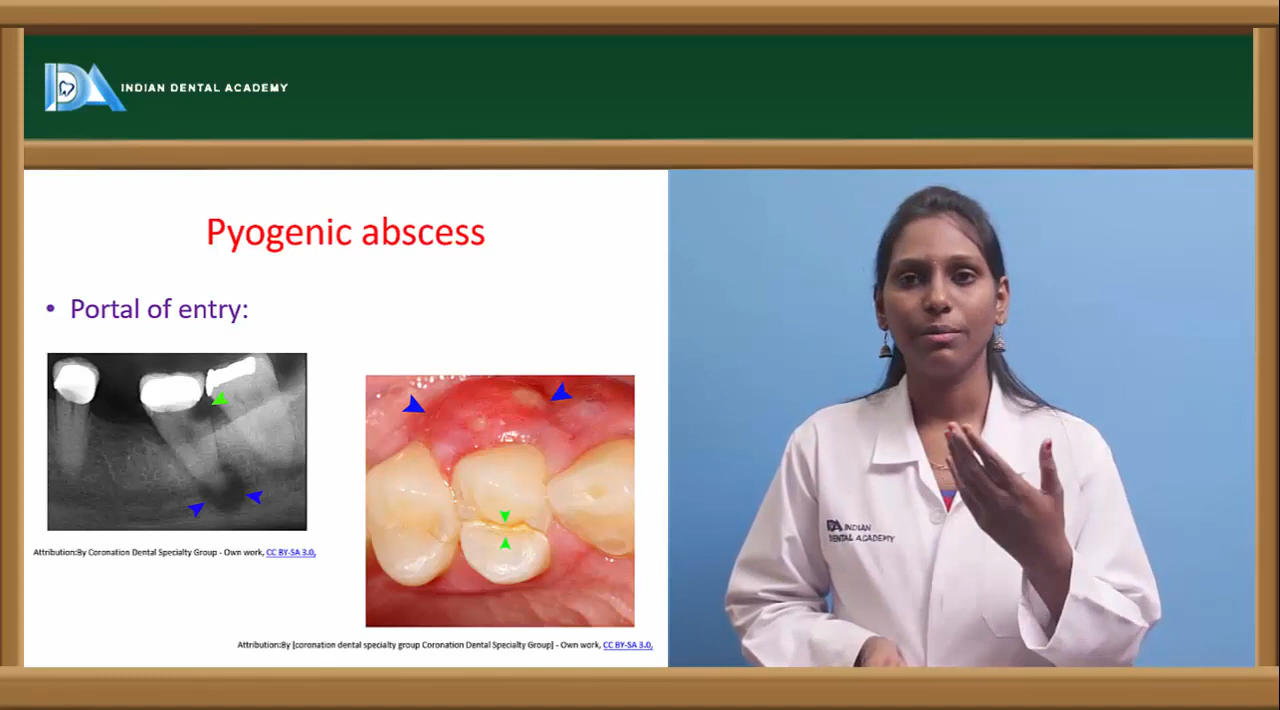 INDIAN DENTAL ACADEMY
Pyogenic abscess
• Portal of entry:
Attribution:By Coronation Dental Specialty Group - Own work, CC BY-SA 3.0,
Attribution:By [coronation dental specialty group Coronation Dental Specialty Group] - Own work, CC BY-SA 3.0,
DA INDIAN
DENTAL ACADEMY